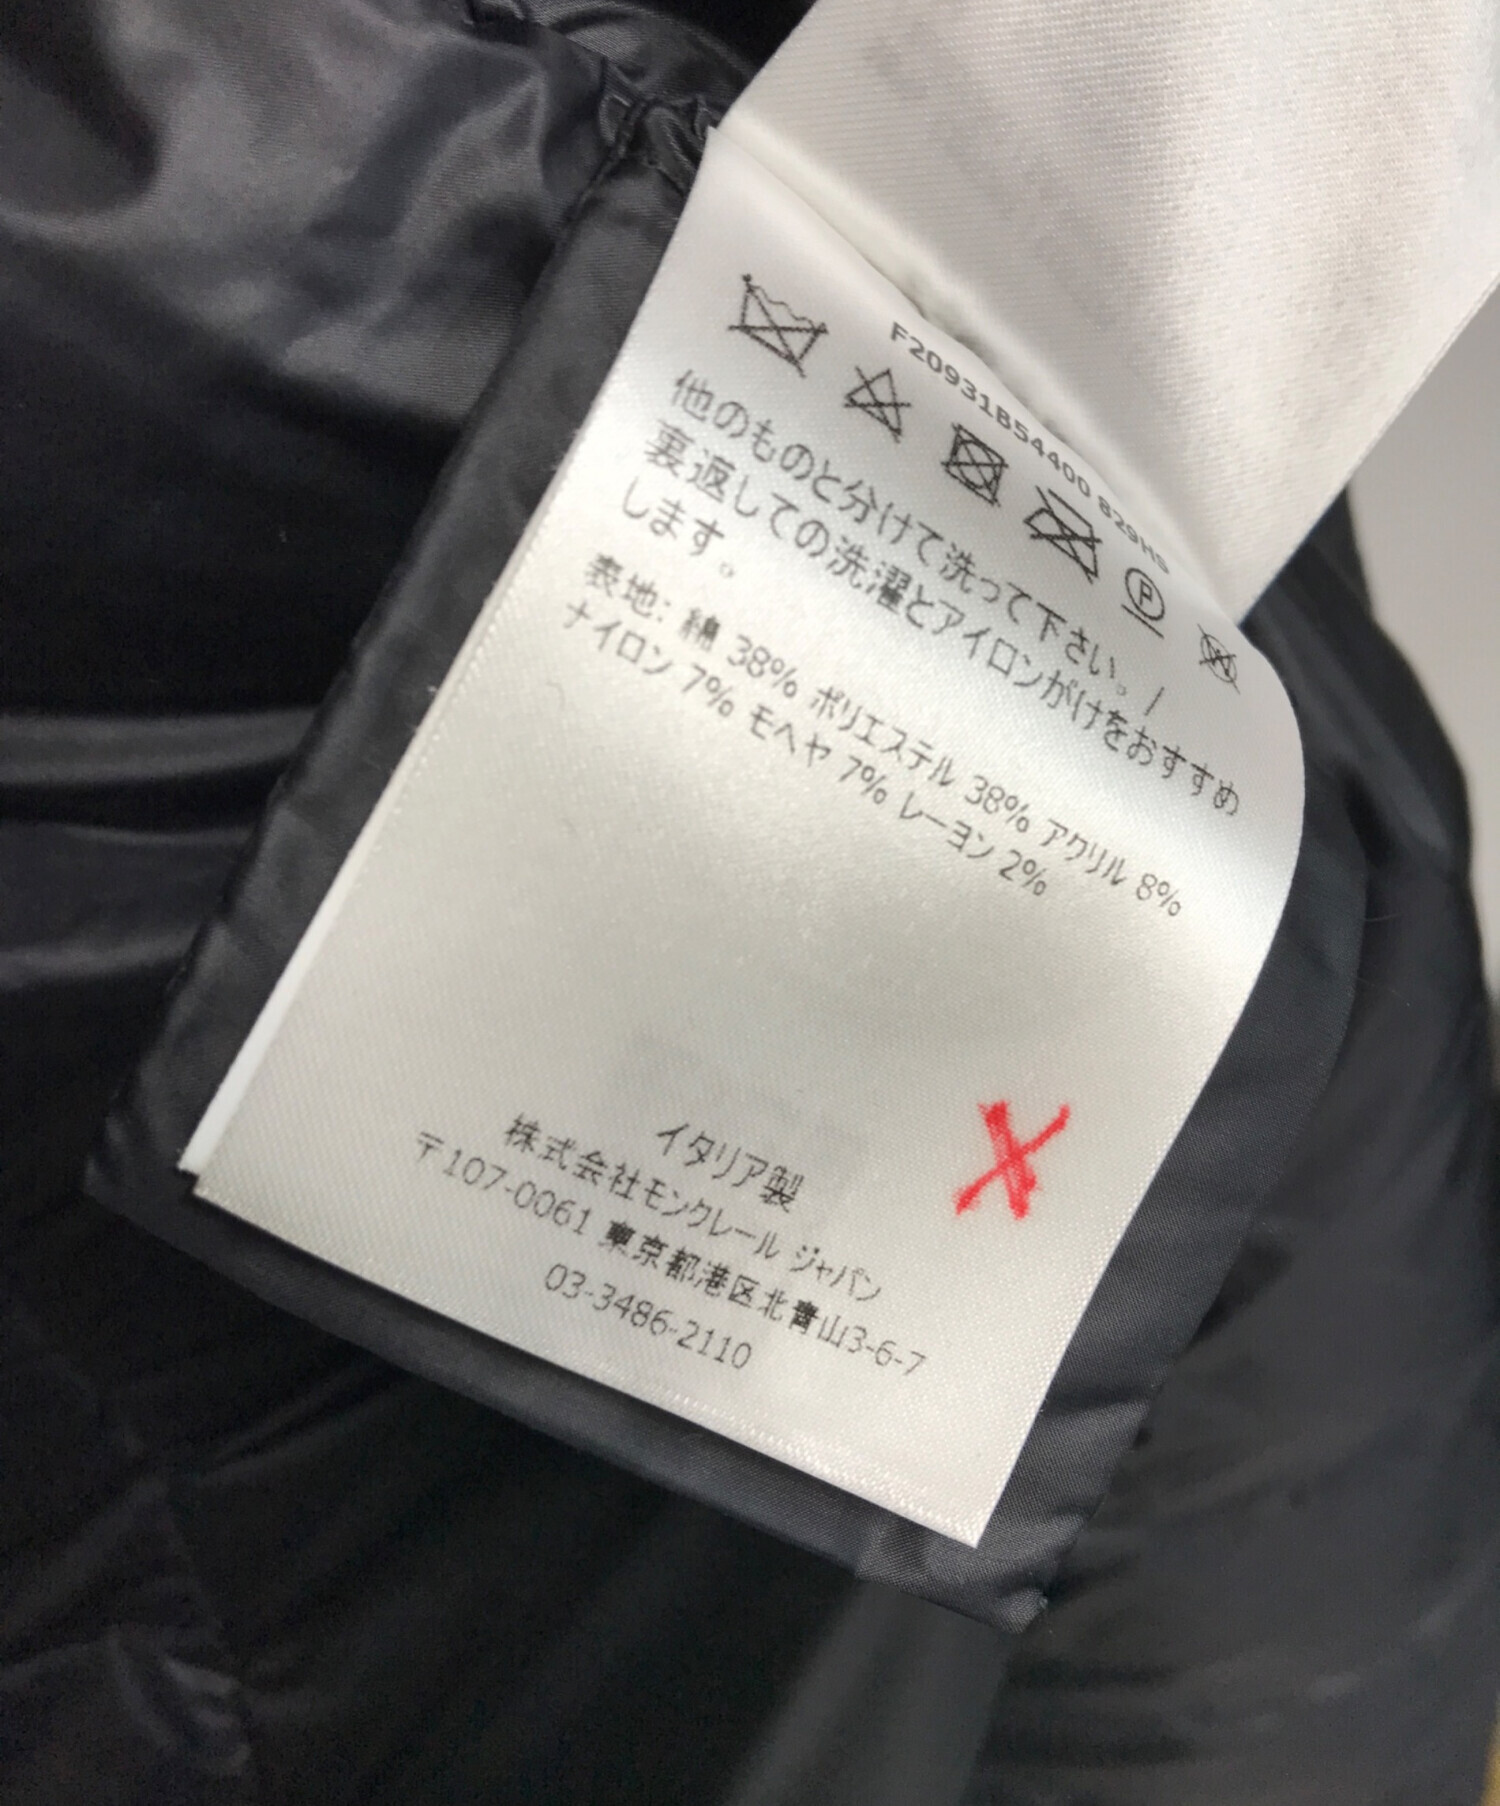 F20931B54400 829HS
P
W
他のものと分けて洗って下さい。/
裏返しての洗濯とアイロンがけをおすすめ
します。
表地: 綿 38% ポリエステル 38% アクリル 8%
ナイロン 7% モヘヤ 7% レーヨン 2%
イタリア製
株式会社モンクレール ジャパン
〒107-0061 東京都港区北青山3-6-7
03-3486-2110